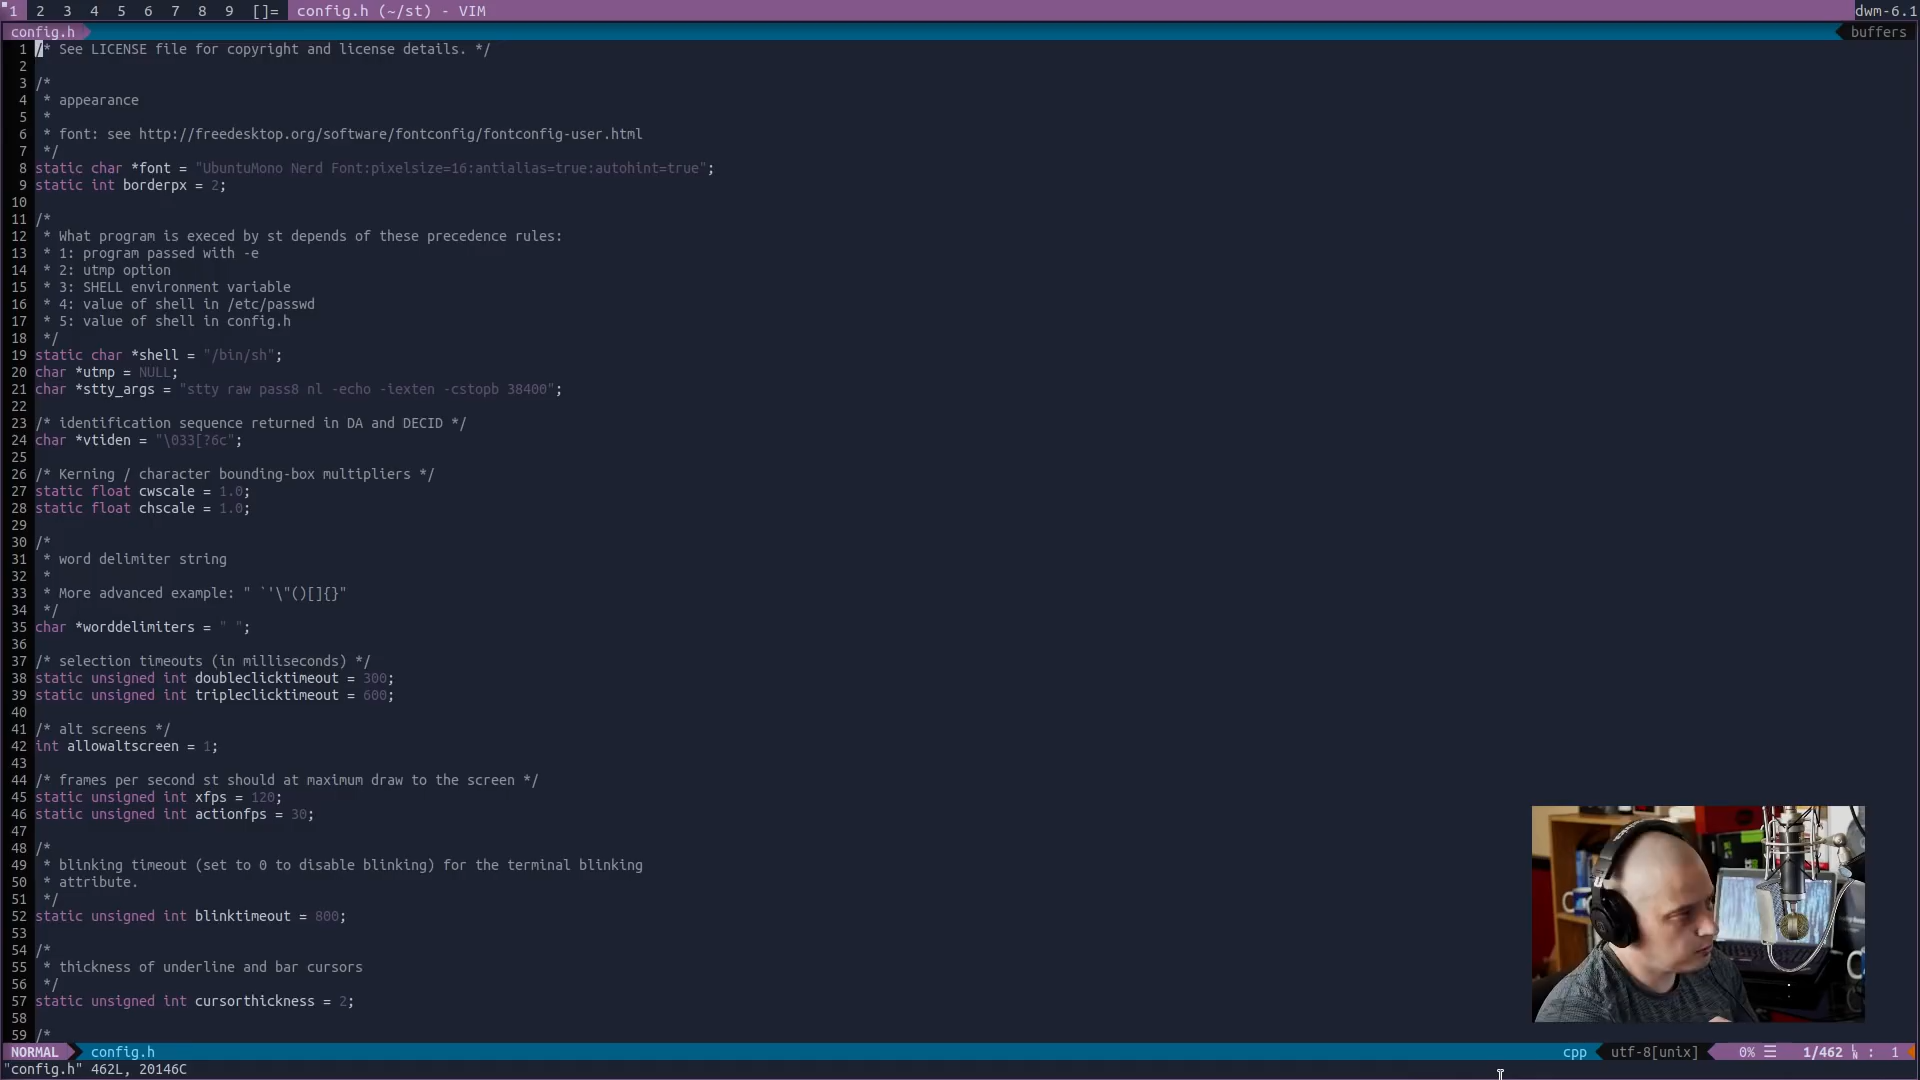 1 2 3 4 5 6 7 8 9 []= config.h (~/st) - VIM dwm-6.1
config.h buffers
1 /* See LICENSE file for copyright and license details. */
2
3 /*
4  * appearance
5  *
6  * font: see http://freedesktop.org/software/fontconfig/fontconfig-user.html
7  */
8 static char *font = "UbuntuMono Nerd Font:pixelsize=16:antialias=true:autohint=true";
9 static int borderpx = 2;
10
11 /*
12  * What program is execed by st depends of these precedence rules:
13  * 1: program passed with -e
14  * 2: utmp option
15  * 3: SHELL environment variable
16  * 4: value of shell in /etc/passwd
17  * 5: value of shell in config.h
18  */
19 static char *shell = "/bin/sh";
20 char *utmp = NULL;
21 char *stty_args = "stty raw pass8 nl -echo -iexten -cstopb 38400";
22
23 /* identification sequence returned in DA and DECID */
24 char *vtiden = "\033[?6c";
25
26 /* Kerning / character bounding-box multipliers */
27 static float cwscale = 1.0;
28 static float chscale = 1.0;
29
30 /*
31  * word delimiter string
32  *
33  * More advanced example: " `'\"()[]{}"
34  */
35 char *worddelimiters = " ";
36
37 /* selection timeouts (in milliseconds) */
38 static unsigned int doubleclicktimeout = 300;
39 static unsigned int tripleclicktimeout = 600;
40
41 /* alt screens */
42 int allowaltscreen = 1;
43
44 /* frames per second st should at maximum draw to the screen */
45 static unsigned int xfps = 120;
46 static unsigned int actionfps = 30;
47
48 /*
49  * blinking timeout (set to 0 to disable blinking) for the terminal blinking
50  * attribute.
51  */
52 static unsigned int blinktimeout = 800;
53
54 /*
55  * thickness of underline and bar cursors
56  */
57 static unsigned int cursorthickness = 2;
58
59 /*
NORMAL config.h cpp utf-8[unix] 0% ☰ 1/462 ㏑ : 1
"config.h" 462L, 20146C